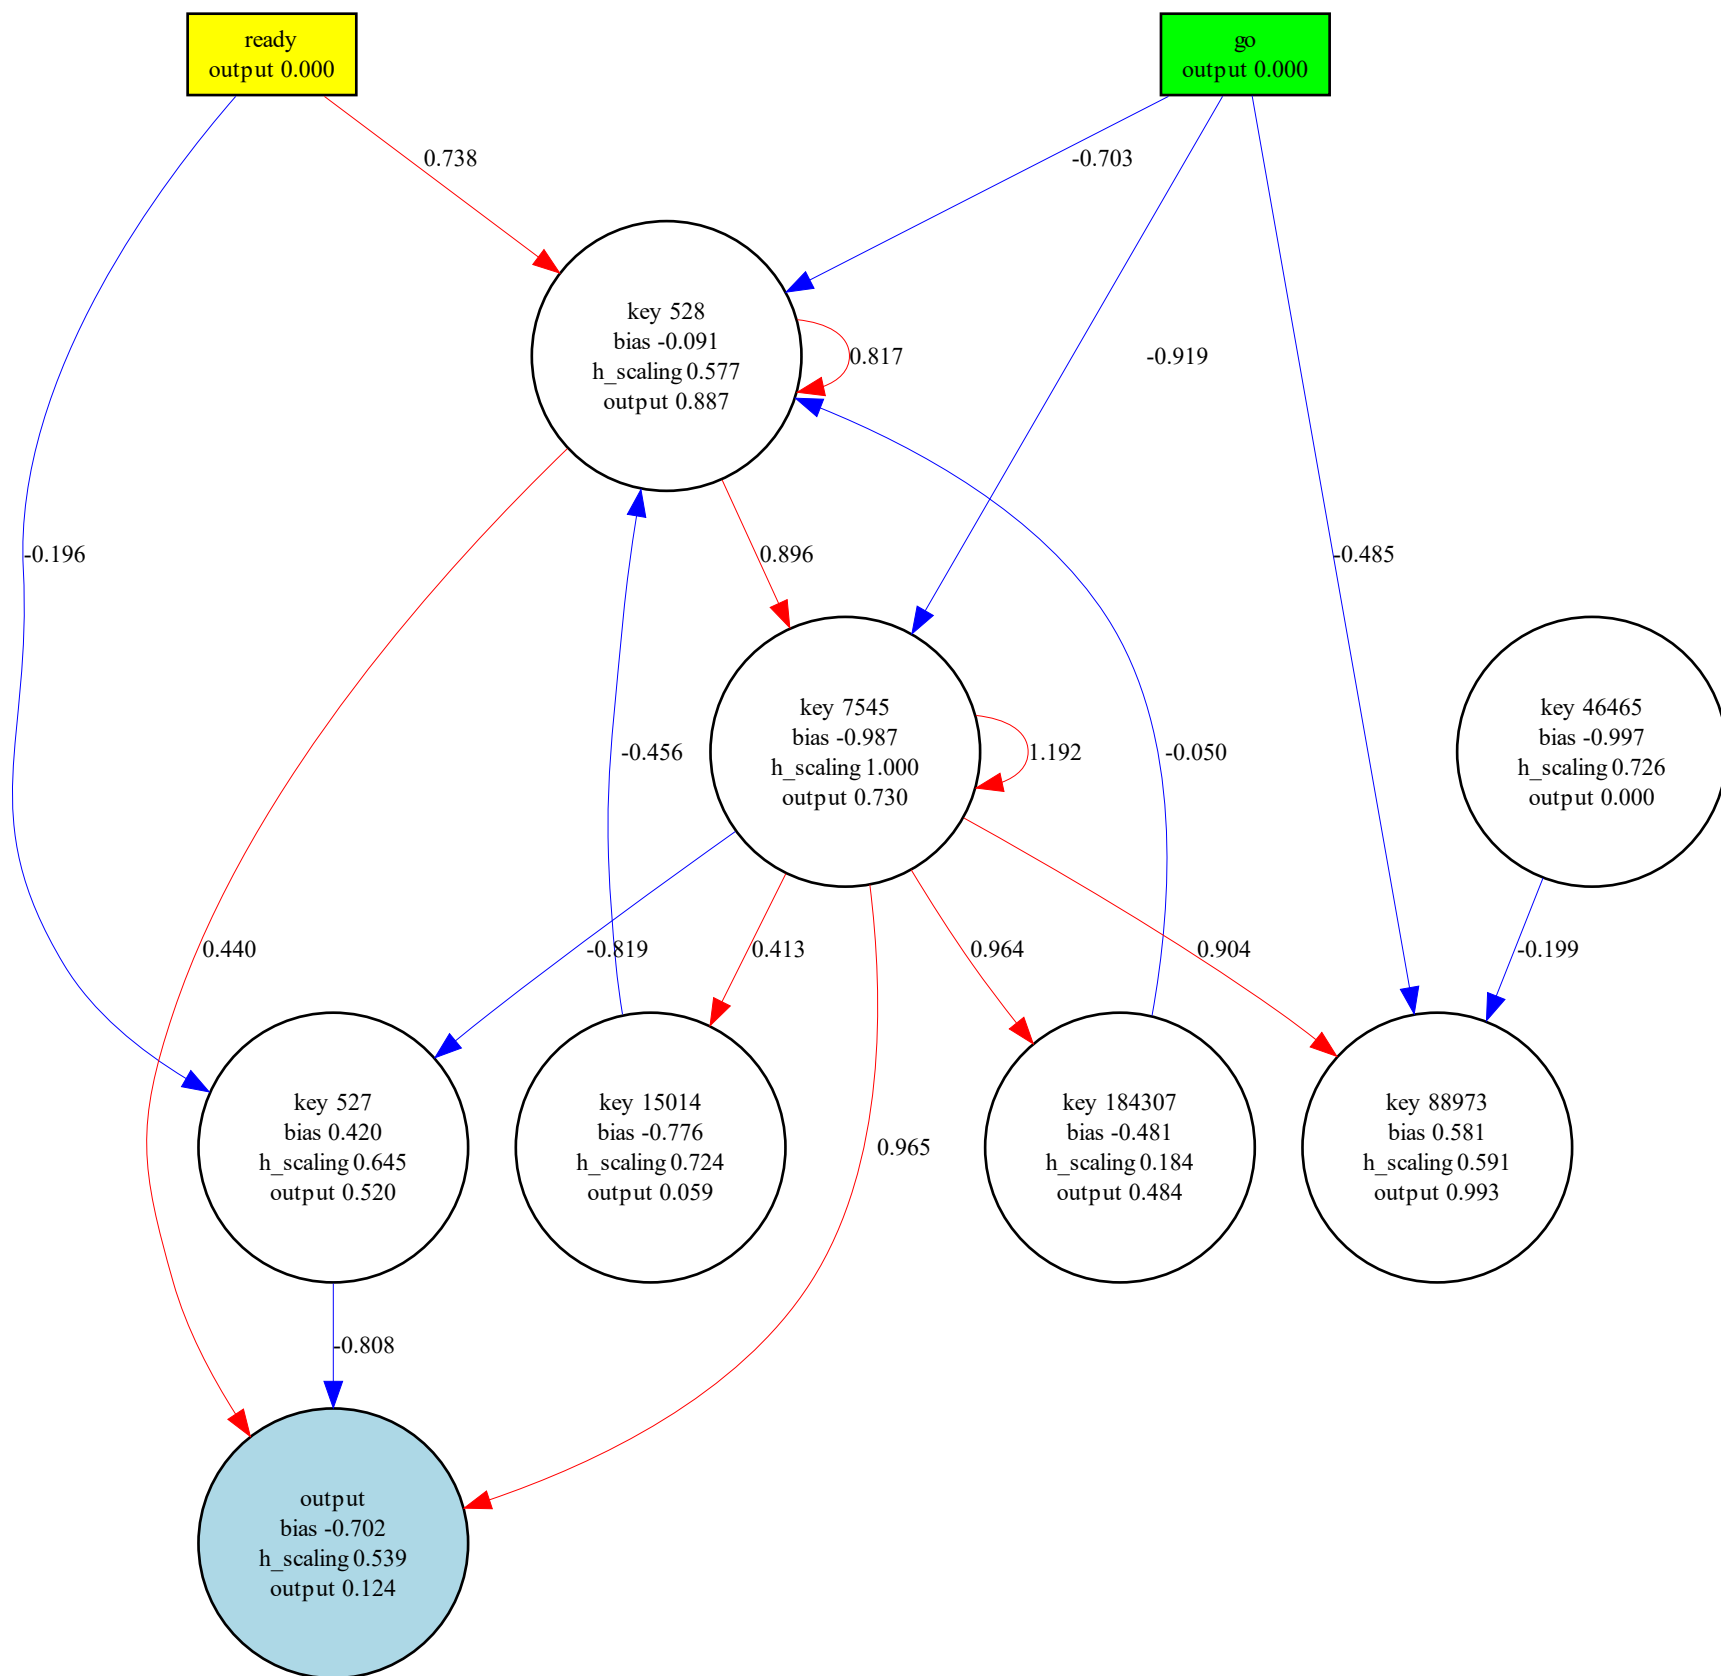 ready
output 0.000
go
output 0.000
0.738
-0.703
key 528
bias -0.091
h_scaling 0.577
output 0.887
0.817
-0.919
-0.196
0.896
-0.485
key 7545
bias -0.987
h_scaling 1.000
output 0.730
1.192
-0.456
-0.050
key 46465
bias -0.997
h_scaling 0.726
output 0.000
0.440
-0.819
0.413
0.964
0.904
-0.199
key 527
bias 0.420
h_scaling 0.645
output 0.520
key 15014
bias -0.776
h_scaling 0.724
output 0.059
0.965
key 184307
bias -0.481
h_scaling 0.184
output 0.484
key 88973
bias 0.581
h_scaling 0.591
output 0.993
-0.808
output
bias -0.702
h_scaling 0.539
output 0.124